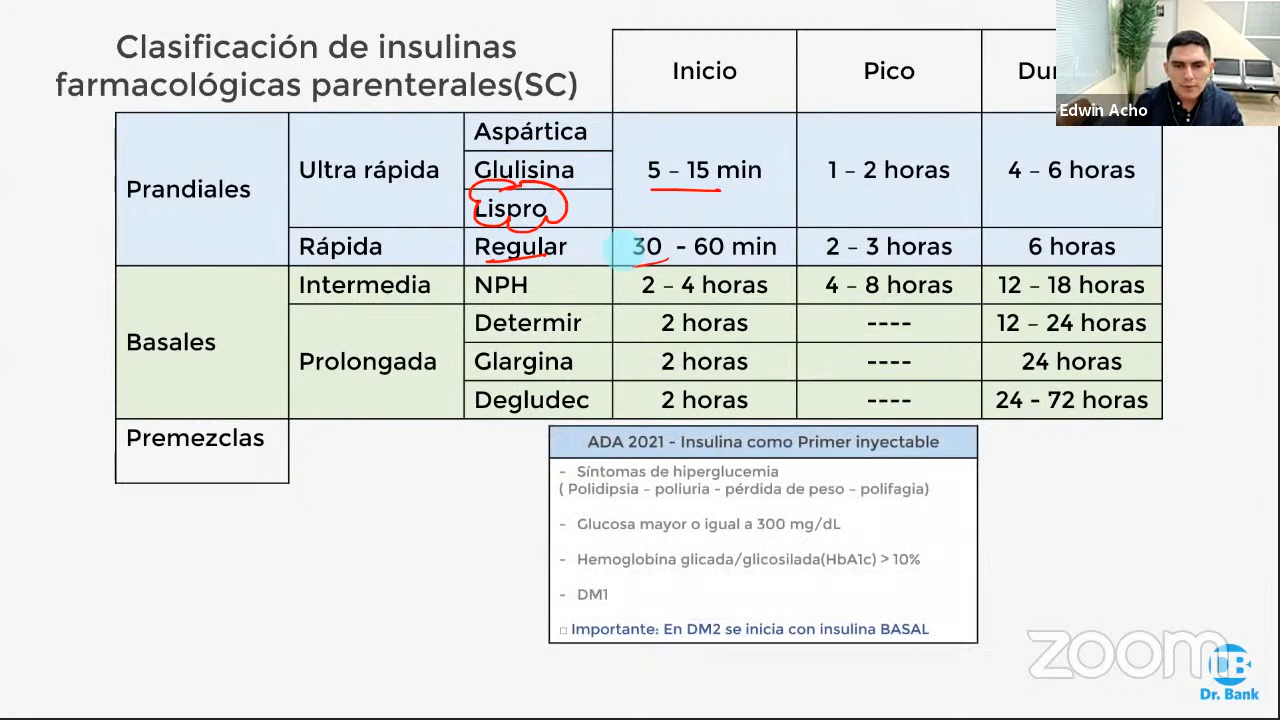 Clasificación de insulinas
farmacológicas parenterales(SC)
Inicio
Pico
Dur
Edwin Acho
Prandiales
Ultra rápida
Aspártica
Glulisina
Lispro
5 – 15 min
1 – 2 horas
4 – 6 horas
Rápida
Regular
30 - 60 min
2 – 3 horas
6 horas
Basales
Intermedia
NPH
2 – 4 horas
4 – 8 horas
12 – 18 horas
Prolongada
Determir
2 horas
----
12 – 24 horas
Glargina
2 horas
----
24 horas
Degludec
2 horas
----
24 - 72 horas
Premezclas
ADA 2021 - Insulina como Primer inyectable
- Síntomas de hiperglucemia
( Polidipsia – poliuria - pérdida de peso – polifagia)
- Glucosa mayor o igual a 300 mg/dL
- Hemoglobina glicada/glicosilada(HbA1c) > 10%
- DM1
□ Importante: En DM2 se inicia con insulina BASAL
zoom
DB
Dr. Bank